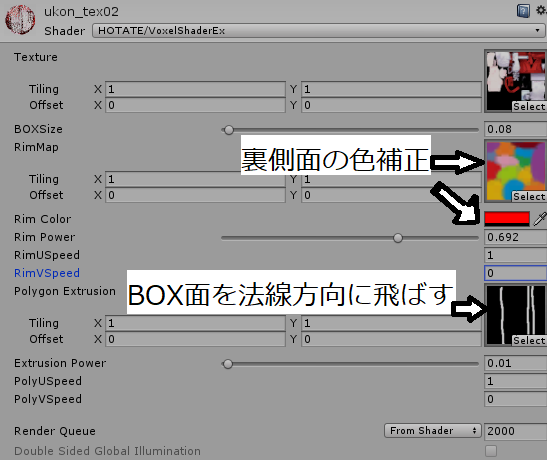 ukon_tex02
Shader HOTATE/VoxelShaderEx
Texture
Tiling X 1 Y 1
Offset X 0 Y 0
Select
BOXSize 0.08
RimMap
裏側面の色補正
Tiling X 1 Y 1
Offset X 0 Y 0
Select
Rim Color
Rim Power 0.692
RimUSpeed 1
RimVSpeed 0
Polygon Extrusion
BOX面を法線方向に飛ばす
Tiling X 1 Y 1
Offset X 0 Y 0
Select
Extrusion Power 0.01
PolyUSpeed 1
PolyVSpeed 0
Render Queue From Shader 2000
Double Sided Global Illumination